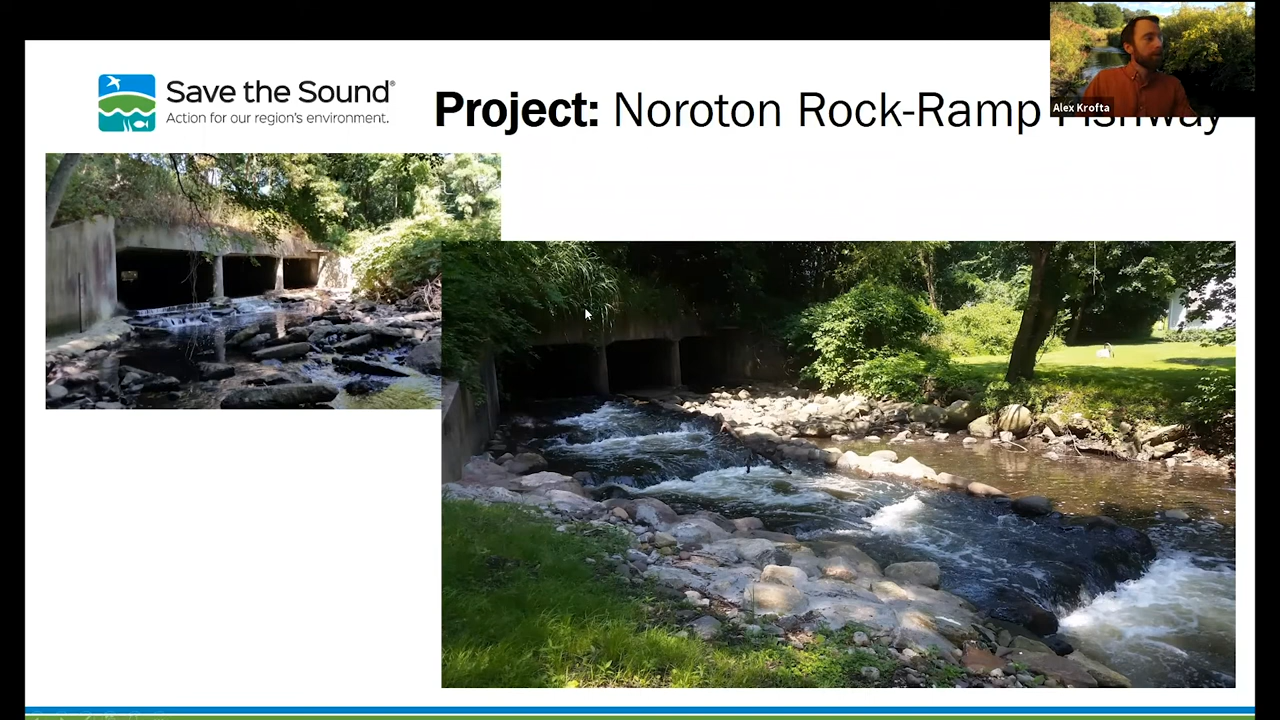 Save the Sound®
Action for our region's environment.
Project: Noroton Rock-Ramp Fishway
Alex Krofta